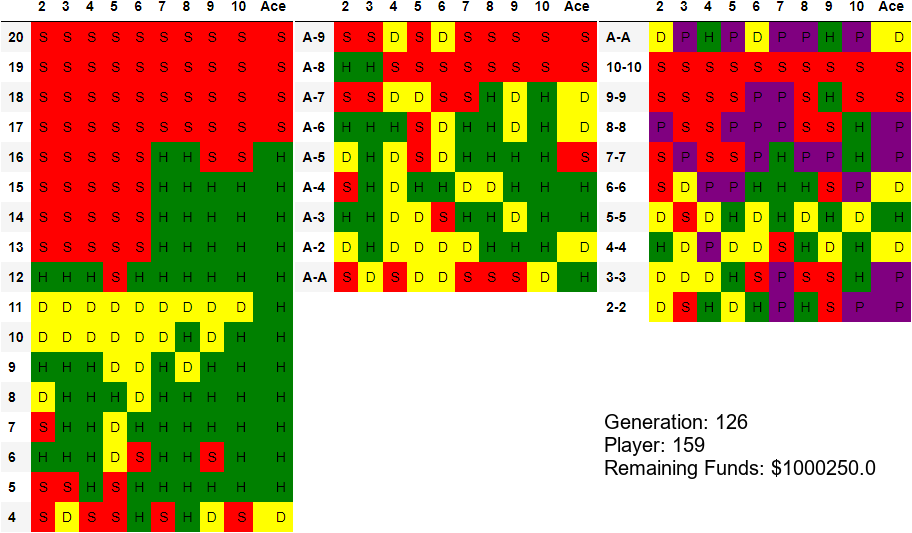 2 3 4 5 6 7 8 9 10 Ace
20 S S S S S S S S S S
19 S S S S S S S S S S
18 S S S S S S S S S S
17 S S S S S S S S S S
16 S S S S S H H S S H
15 S S S S S H H H H H
14 S S S S S H H H H H
13 S S S S S H H H H H
12 H H H S H H H H H H
11 D D D D D D D D D H
10 D D D D D D H D H H
9 H H H D D H D H H H
8 D H H H D H H H H H
7 S H H D H H H H H H
6 H H H D S H H S H H
5 S S H S H H H H H H
4 S D S S H S H D S D
2 3 4 5 6 7 8 9 10 Ace
A-9 S S D S D S S S S S
A-8 H H S S S S S S S S
A-7 S S D D S S H D H D
A-6 H H H S D H H D H D
A-5 D H D S D H H H H S
A-4 S H D H H D D H H H
A-3 H H D D S H H D H H
A-2 D H D D D D H H H D
A-A S D S D D S S S D H
2 3 4 5 6 7 8 9 10 Ace
A-A D P H P D P P H P D
10-10 S S S S S S S S S S
9-9 S S S S P P S H S S
8-8 P S S P P P S S H P
7-7 S P S S P H P P H P
6-6 S D P P H H H S P D
5-5 D S D H D H D H D H
4-4 H D P D D S H D H D
3-3 D D D H S P S S H P
2-2 D S H D H P H S P P
Generation: 126
Player: 159
Remaining Funds: $1000250.0